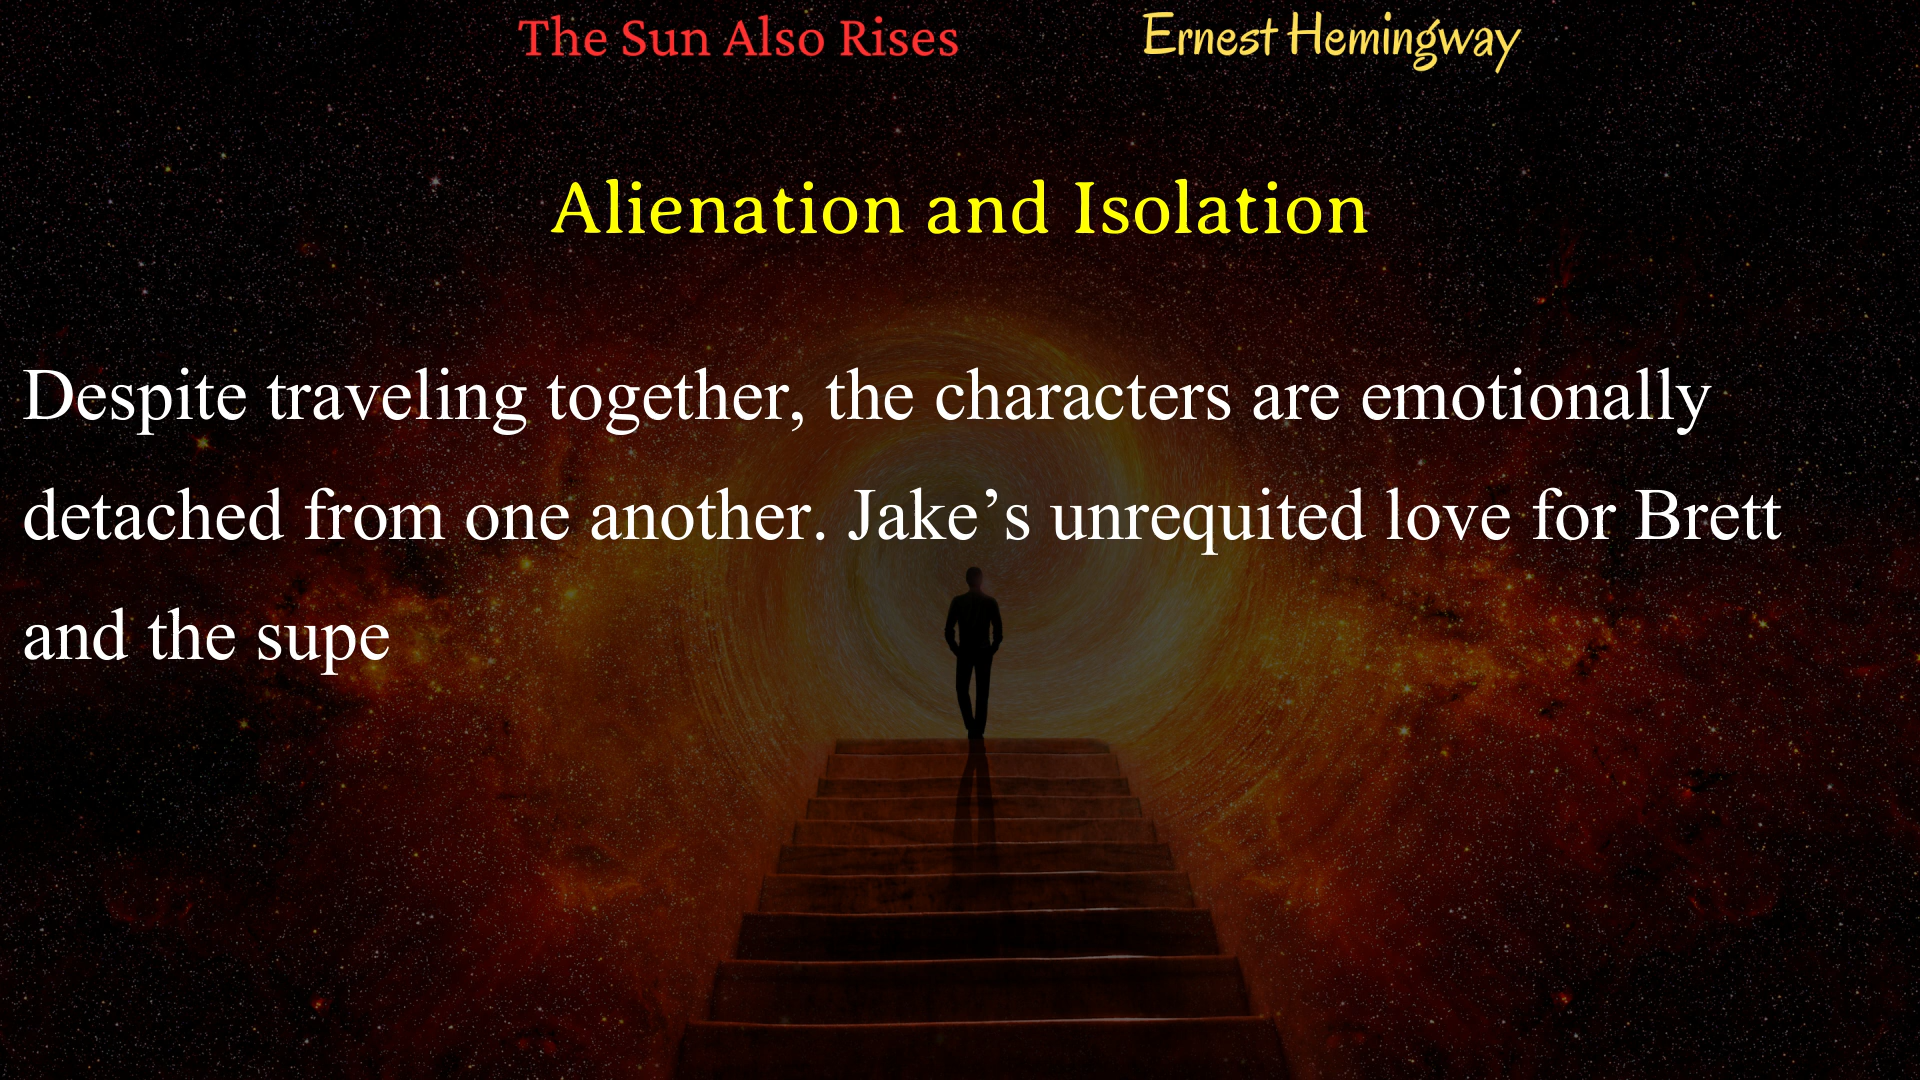 The Sun Also Rises Ernest Hemingway
Alienation and Isolation
Despite traveling together, the characters are emotionally
detached from one another. Jake’s unrequited love for Brett
and the supe